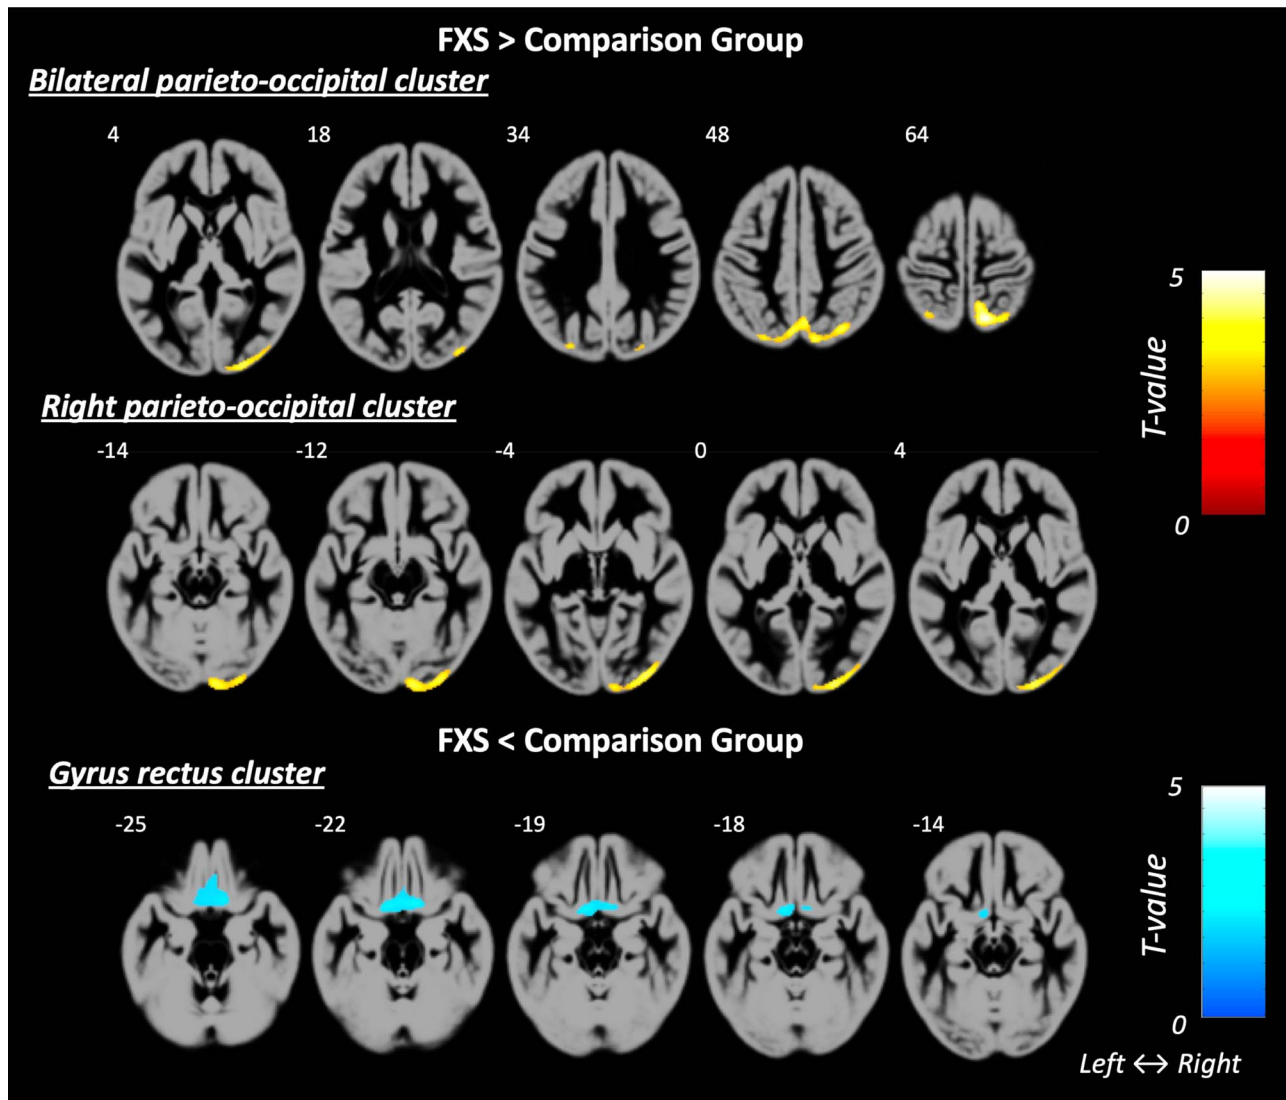 FXS > Comparison Group
Bilateral parieto-occipital cluster
4 18 34 48 64
5
T-value
0
Right parieto-occipital cluster
-14 -12 -4 0 4
FXS < Comparison Group
Gyrus rectus cluster
-25 -22 -19 -18 -14
5
T-value
0
Left ↔ Right